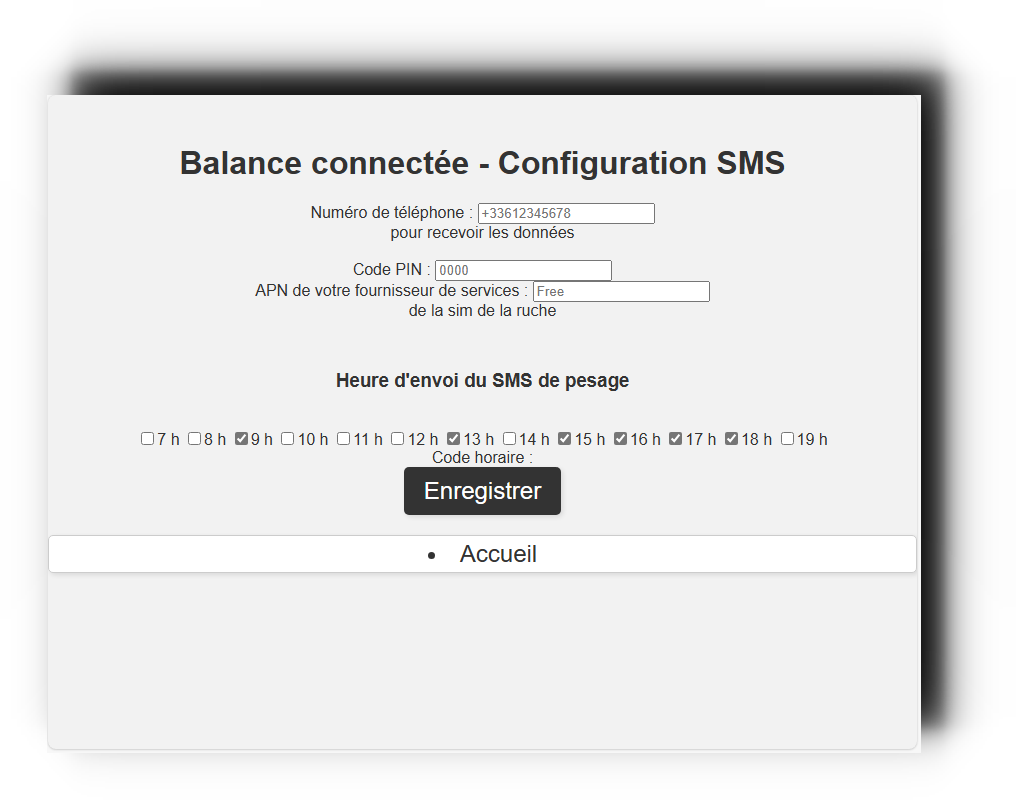 Balance connectée - Configuration SMS
Numéro de téléphone : +33612345678
pour recevoir les données
Code PIN : 0000
APN de votre fournisseur de services : Free
de la sim de la ruche
Heure d'envoi du SMS de pesage
7 h 8 h 9 h 10 h 11 h 12 h 13 h 14 h 15 h 16 h 17 h 18 h 19 h
Code horaire :
Enregistrer
• Accueil